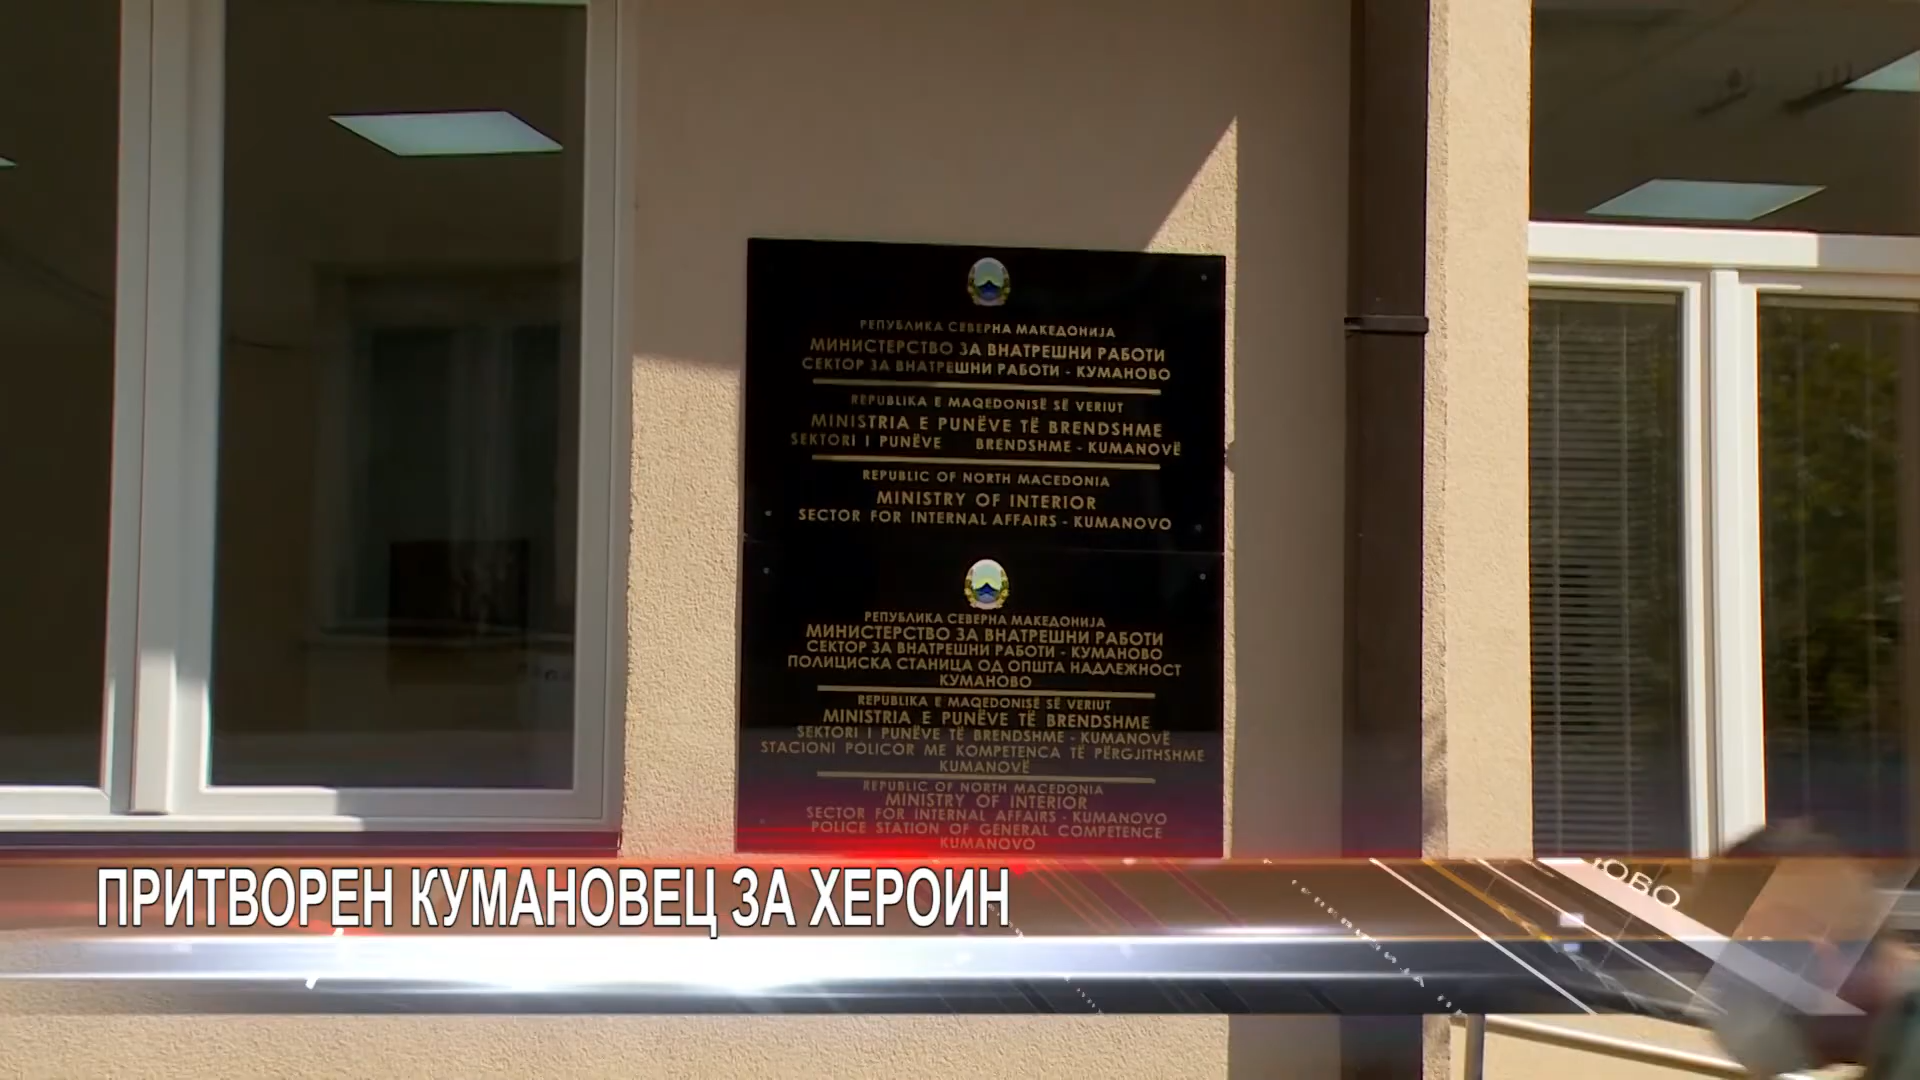 РЕПУБЛИКА СЕВЕРНА МАКЕДОНИЈА
МИНИСТЕРСТВО ЗА ВНАТРЕШНИ РАБОТИ
СЕКТОР ЗА ВНАТРЕШНИ РАБОТИ - КУМАНОВО
REPUBLIKA E MAQEDONISË SË VERIUT
MINISTRIA E PUNËVE TË BRENDSHME
SEKTORI I PUNËVE BRENDSHME - KUMANOVË
REPUBLIC OF NORTH MACEDONIA
MINISTRY OF INTERIOR
SECTOR FOR INTERNAL AFFAIRS - KUMANOVO
РЕПУБЛИКА СЕВЕРНА МАКЕДОНИЈА
МИНИСТЕРСТВО ЗА ВНАТРЕШНИ РАБОТИ
СЕКТОР ЗА ВНАТРЕШНИ РАБОТИ - КУМАНОВО
ПОЛИЦИСКА СТАНИЦА ОД ОПШТА НАДЛЕЖНОСТ
КУМАНОВО
REPUBLIKA E MAQEDONISË SË VERIUT
MINISTRIA E PUNËVE TË BRENDSHME
SEKTORI I PUNËVE TË BRENDSHME - KUMANOVË
STACIONI POLICOR ME KOMPETENCA TË PËRGJITHSHME
KUMANOVË
REPUBLIC OF NORTH MACEDONIA
MINISTRY OF INTERIOR
SECTOR FOR INTERNAL AFFAIRS - KUMANOVO
POLICE STATION OF GENERAL COMPETENCE
KUMANOVO
ПРИТВОРЕН КУМАНОВЕЦ ЗА ХЕРОИН